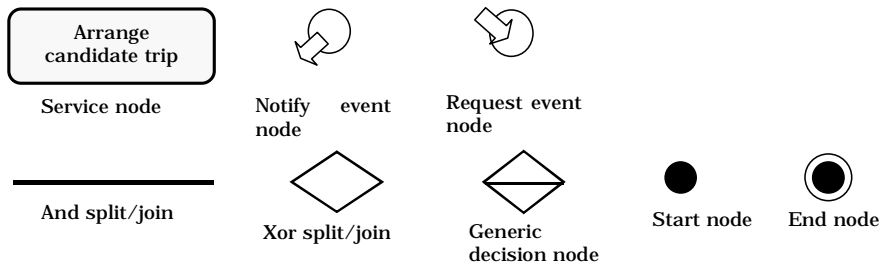 Arrange
candidate trip
Service node
Notify event
node
Request event
node
And split/join
Xor split/join
Generic
decision node
Start node
End node